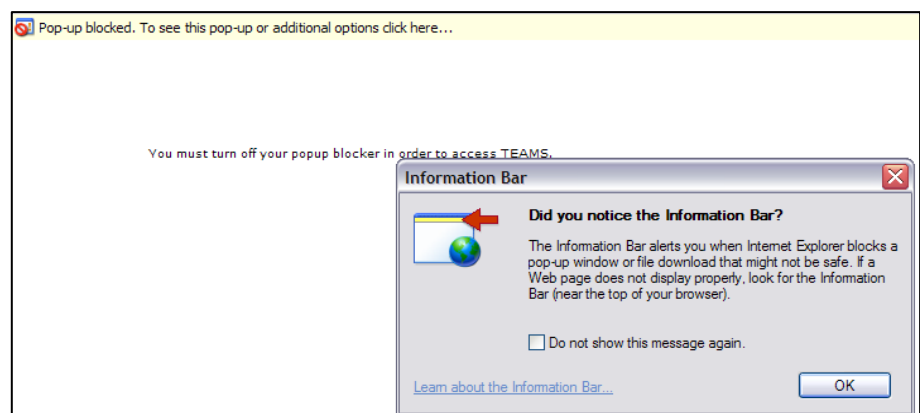 Pop-up blocked. To see this pop-up or additional options click here...
You must turn off your popup blocker in order to access TEAMS.
Information Bar
Did you notice the Information Bar?
The Information Bar alerts you when Internet Explorer blocks a
pop-up window or file download that might not be safe. If a
Web page does not display properly, look for the Information
Bar (near the top of your browser).
Do not show this message again.
Learn about the Information Bar...
OK